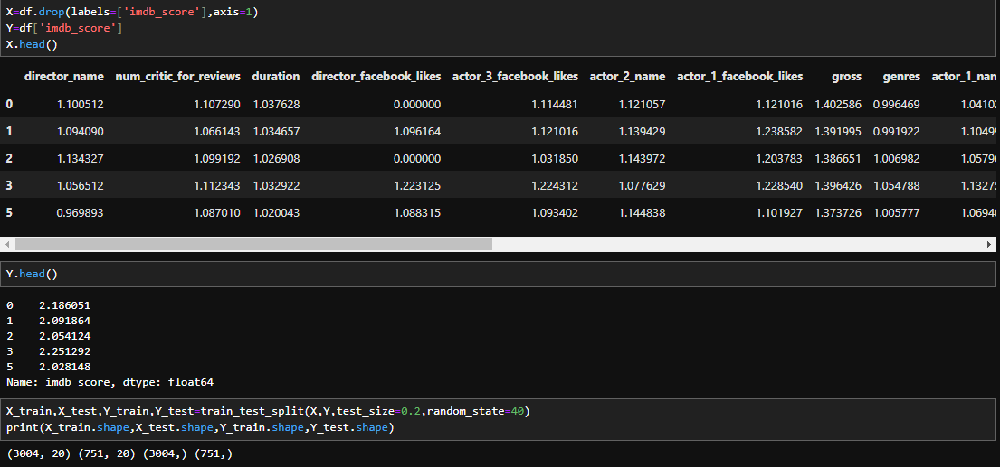 X=df.drop(labels=['imdb_score'],axis=1)
Y=df['imdb_score']
X.head()
director_name num_critic_for_reviews duration director_facebook_likes actor_3_facebook_likes actor_2_name actor_1_facebook_likes gross genres actor_1_nan
0 1.100512 1.107290 1.037628 0.000000 1.114481 1.121057 1.121016 1.402586 0.996469 1.0410
1 1.094090 1.066143 1.034657 1.096164 1.121016 1.139429 1.238582 1.391995 0.991922 1.1049
2 1.134327 1.099192 1.026908 0.000000 1.031850 1.143972 1.203783 1.386651 1.006982 1.0579
3 1.056512 1.112343 1.032922 1.223125 1.224312 1.077629 1.228540 1.396426 1.054788 1.1327
5 0.969893 1.087010 1.020043 1.088315 1.093402 1.144838 1.101927 1.373726 1.005777 1.0694
Y.head()
0 2.186051
1 2.091864
2 2.054124
3 2.251292
5 2.028148
Name: imdb_score, dtype: float64
X_train,X_test,Y_train,Y_test=train_test_split(X,Y,test_size=0.2,random_state=40)
print(X_train.shape,X_test.shape,Y_train.shape,Y_test.shape)
(3004, 20) (751, 20) (3004,) (751,)